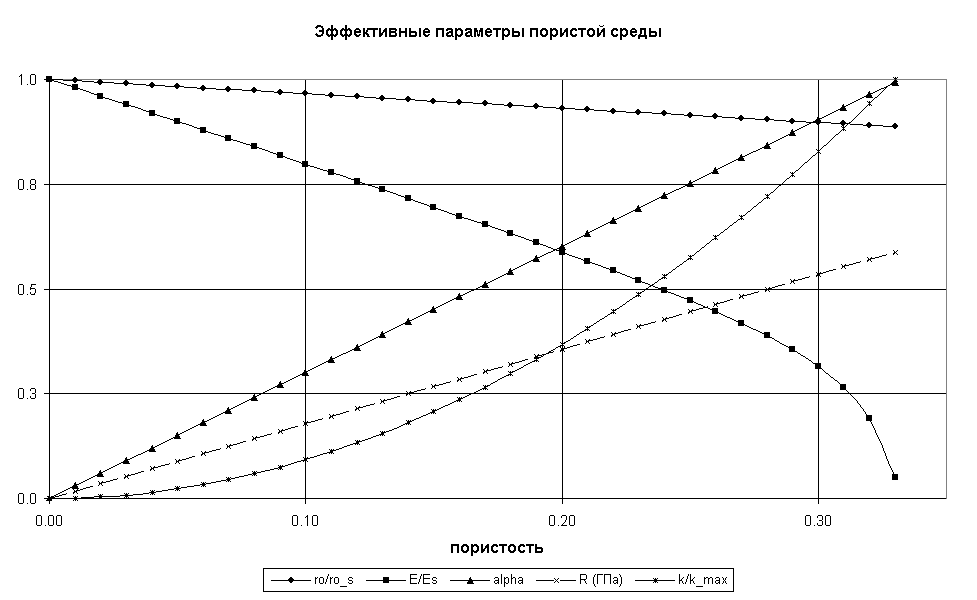 Эффективные параметры пористой среды
1.0
0.8
0.5
0.3
0.0
0.00 0.10 0.20 0.30
пористость
ro/ro_s E/Es alpha R (ГПа) k/k_max